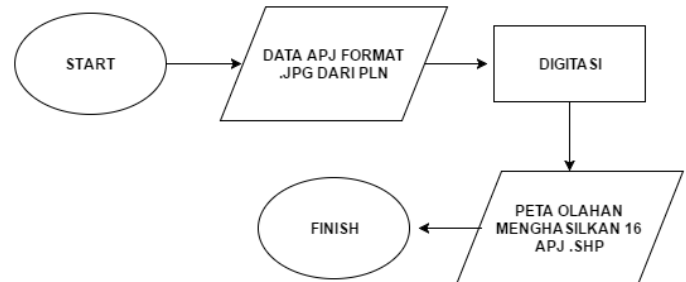 START
DATA APJ FORMAT
.JPG DARI PLN
DIGITASI
PETA OLAHAN
MENGHASILKAN 16
APJ .SHP
FINISH